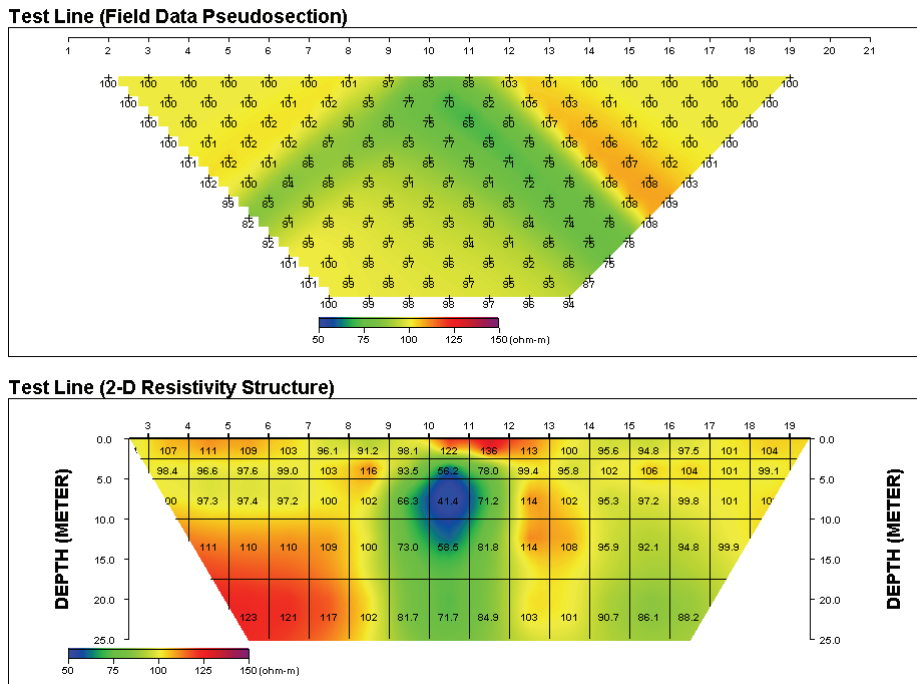 Test Line (Field Data Pseudosection)
1 2 3 4 5 6 7 8 9 10 11 12 13 14 15 16 17 18 19 20 21
100 100 100 100 100 100 101 97 83 88 103 100 100 100 100 100 100 100
100 100 100 100 101 102 93 77 70 82 105 103 101 100 100 100 100
100 100 100 102 102 90 80 75 68 80 107 105 101 100 100 100
100 100 101 102 87 83 83 77 69 79 108 106 102 100 100
101 102 101 86 86 89 85 79 71 79 108 107 102 101
102 100 84 88 93 91 87 81 72 78 108 108 103
99 83 90 96 95 92 89 83 73 76 108 109
82 91 98 97 95 93 90 84 74 78 108
92 99 98 97 96 94 91 85 75 78
101 100 98 97 96 95 92 86 75
101 99 98 98 96 95 93 87
100 99 98 98 97 96 94
50 75 100 125 150 (ohm-m)
Test Line (2-D Resistivity Structure)
3 4 5 6 7 8 9 10 11 12 13 14 15 16 17 18 19
0.0 107 111 109 103 96.1 91.2 98.1 122 136 113 100 95.6 94.8 97.5 101 104 0.0
98.4 96.6 97.6 99.0 103 116 93.5 56.2 78.0 99.4 95.8 102 106 104 101 99.1
5.0 5.0
00 97.3 97.4 97.2 100 102 66.3 41.4 71.2 114 102 95.3 97.2 99.8 101 10
10.0 10.0
111 110 110 109 100 73.0 58.5 81.8 114 108 95.9 92.1 94.8 99.9
15.0 15.0
20.0 20.0
123 121 117 102 81.7 71.7 84.9 103 101 90.7 86.1 88.2
25.0 25.0
DEPTH (METER)
DEPTH (METER)
50 75 100 125 150 (ohm-m)